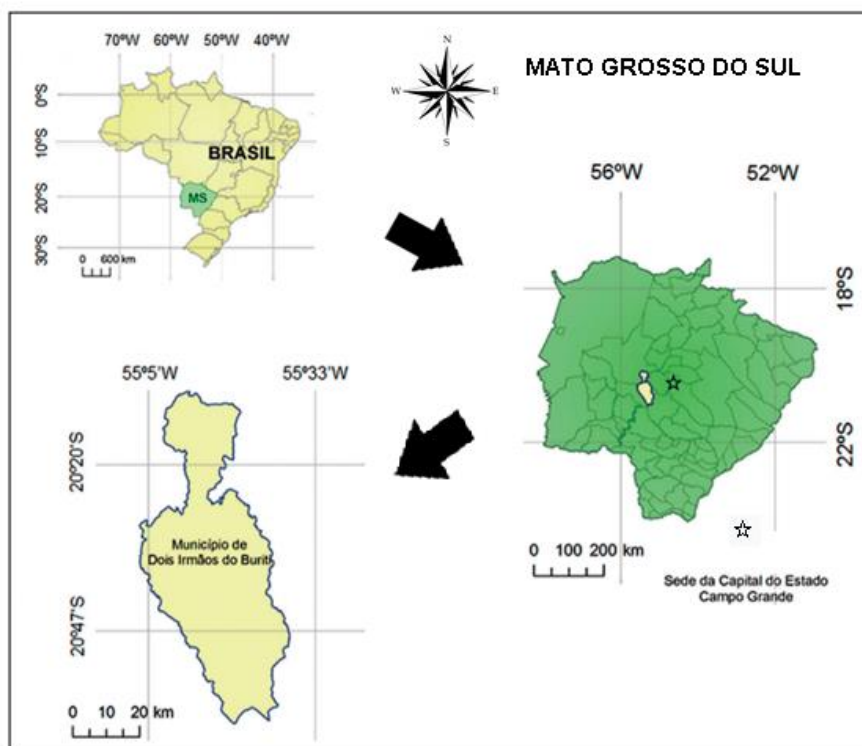 70ºW 60ºW 50ºW 40ºW
0ºS
10ºS
20ºS
30ºS
BRASIL
MS
0 600 km
N
W E
S
MATO GROSSO DO SUL
56ºW 52ºW
18ºS
22ºS
0 100 200 km
Sede da Capital do Estado
Campo Grande
55º5'W 55º33'W
20º20'S
20º47'S
Município de
Dois Irmãos do Buriti
0 10 20 km